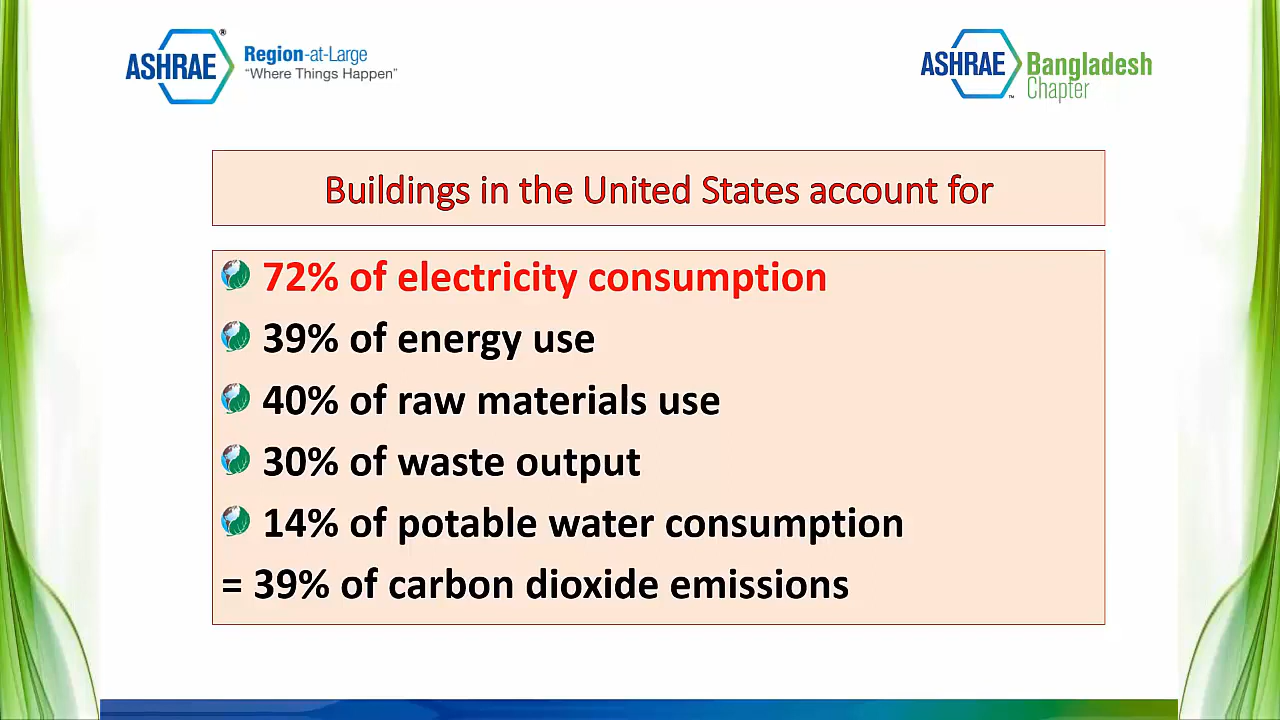 ASHRAE®
Region-at-Large
“Where Things Happen”
ASHRAE™
Bangladesh
Chapter
Buildings in the United States account for
72% of electricity consumption
39% of energy use
40% of raw materials use
30% of waste output
14% of potable water consumption
= 39% of carbon dioxide emissions